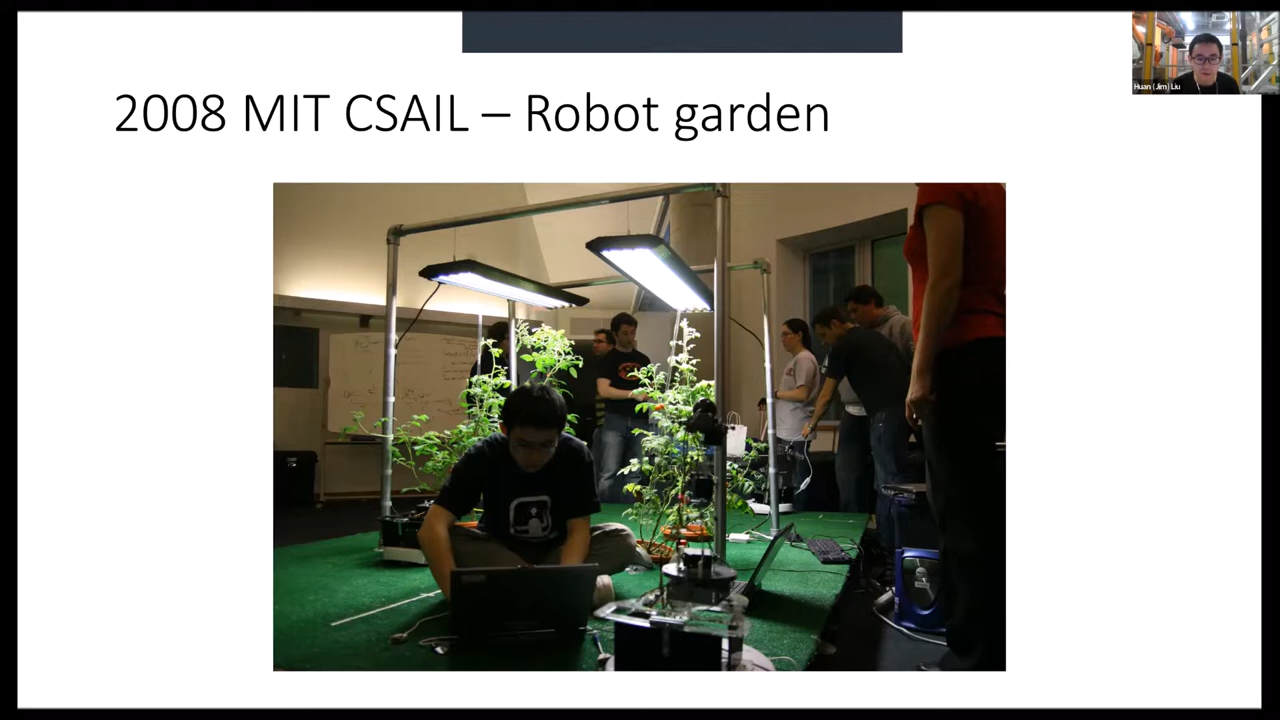 2008 MIT CSAIL – Robot garden
Huan (Jim) Liu